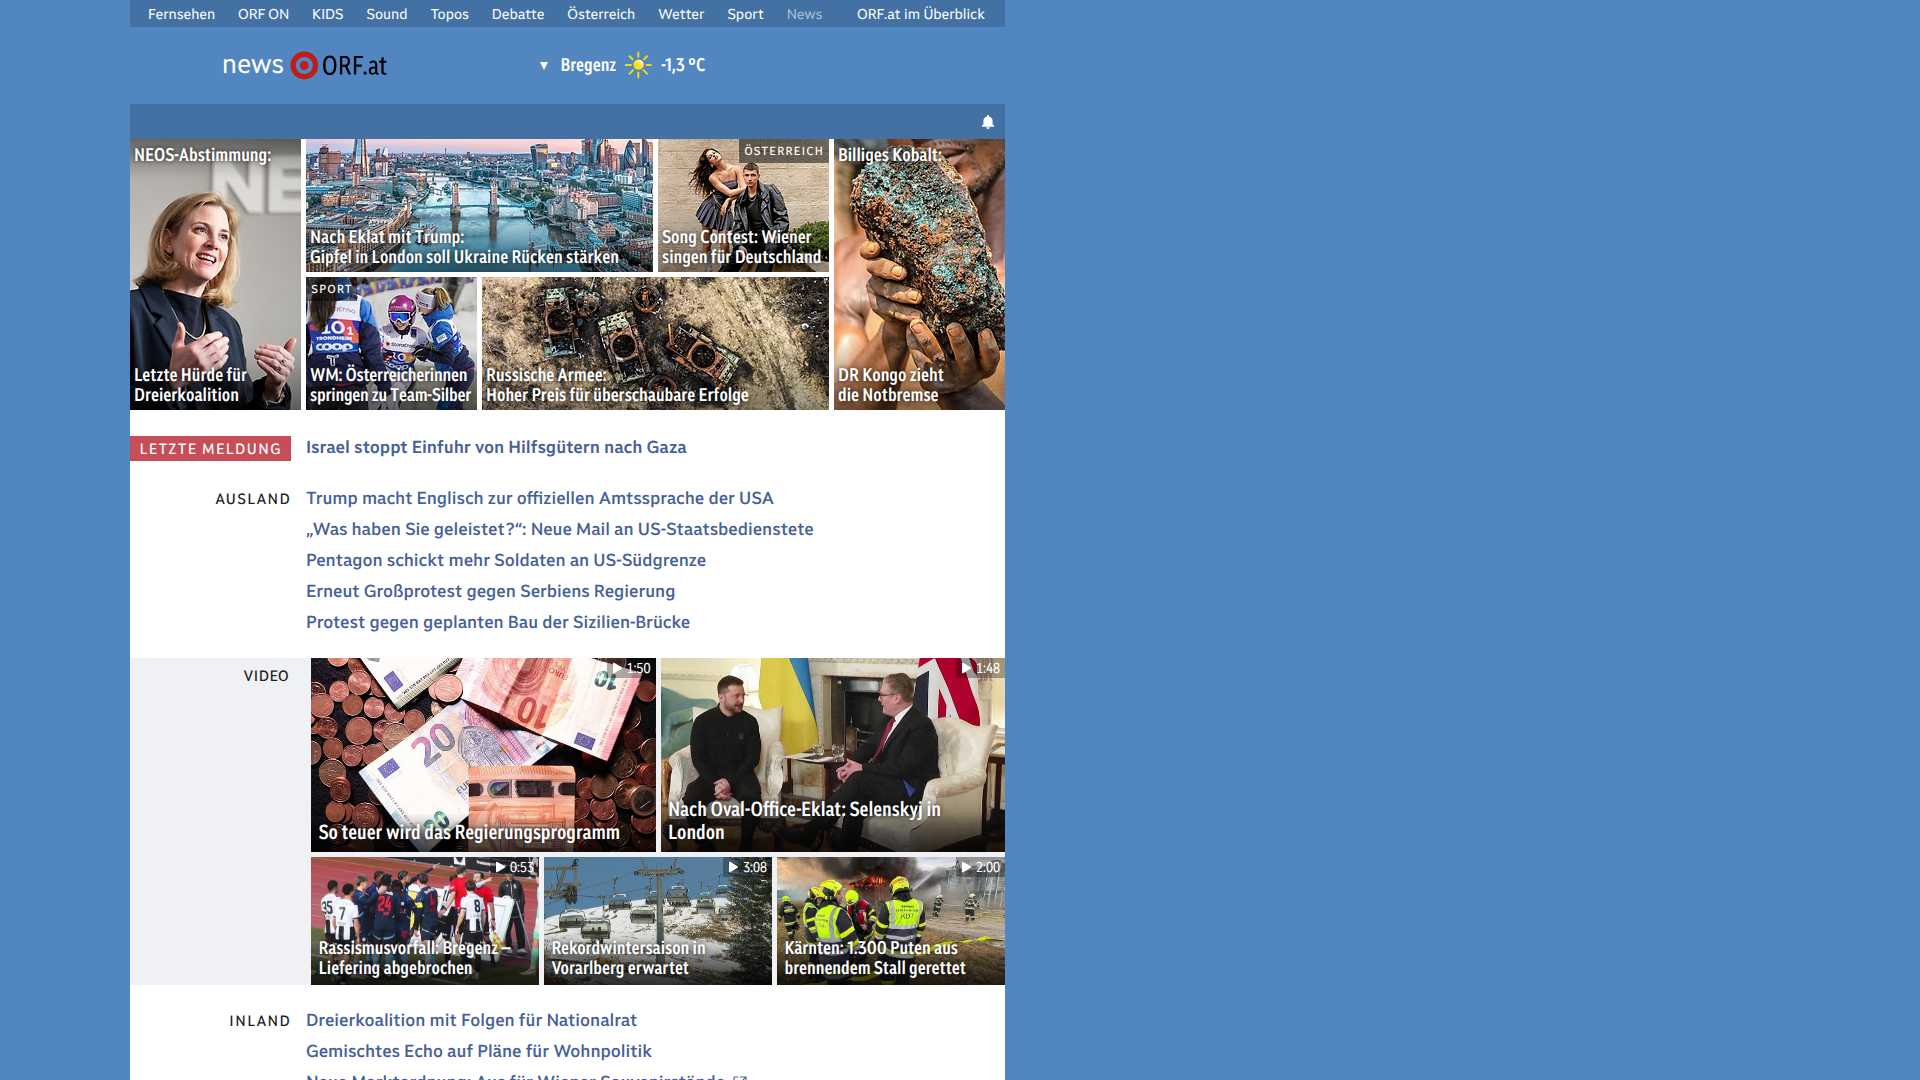 Fernsehen ORF ON KIDS Sound Topos Debatte Österreich Wetter Sport News ORF.at im Überblick
news ORF.at
▼ Bregenz -1,3 °C
NEOS-Abstimmung:
Letzte Hürde für
Dreierkoalition
Nach Eklat mit Trump:
Gipfel in London soll Ukraine Rücken stärken
ÖSTERREICH
Song Contest: Wiener
singen für Deutschland
Billiges Kobalt:
DR Kongo zieht
die Notbremse
SPORT
WM: Österreicherinnen
springen zu Team-Silber
Russische Armee:
Hoher Preis für überschaubare Erfolge
LETZTE MELDUNG
Israel stoppt Einfuhr von Hilfsgütern nach Gaza
AUSLAND
Trump macht Englisch zur offiziellen Amtssprache der USA
„Was haben Sie geleistet?“: Neue Mail an US-Staatsbedienstete
Pentagon schickt mehr Soldaten an US-Südgrenze
Erneut Großprotest gegen Serbiens Regierung
Protest gegen geplanten Bau der Sizilien-Brücke
VIDEO
1:50
So teuer wird das Regierungsprogramm
1:48
Nach Oval-Office-Eklat: Selenskyj in
London
0:53
Rassismusvorfall: Bregenz –
Liefering abgebrochen
3:08
Rekordwintersaison in
Vorarlberg erwartet
2:00
Kärnten: 1.300 Puten aus
brennendem Stall gerettet
INLAND
Dreierkoalition mit Folgen für Nationalrat
Gemischtes Echo auf Pläne für Wohnpolitik
Neue Marktordnung: Aus für Wiener Souvenirstände